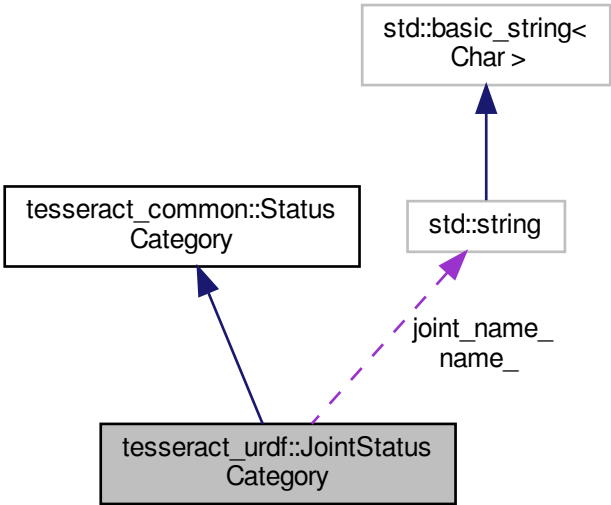 std::basic_string<
Char >
tesseract_common::Status
Category
std::string
joint_name_
name_
tesseract_urdf::JointStatus
Category